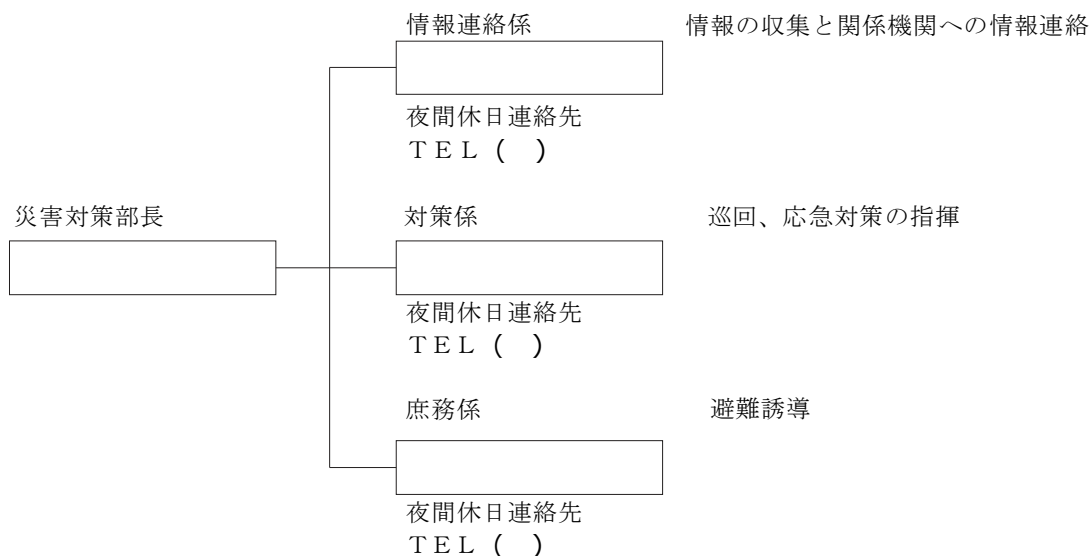 情報連絡係 情報の収集と関係機関への情報連絡
夜間休日連絡先
ＴＥＬ (　)
災害対策部長 対策係 巡回、応急対策の指揮
夜間休日連絡先
ＴＥＬ (　)
庶務係 避難誘導
夜間休日連絡先
ＴＥＬ (　)